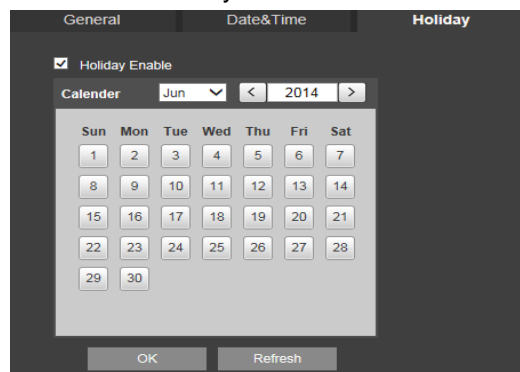 General Date&Time Holiday
Holiday Enable
Calender Jun < 2014 >
Sun Mon Tue Wed Thu Fri Sat
1 2 3 4 5 6 7
8 9 10 11 12 13 14
15 16 17 18 19 20 21
22 23 24 25 26 27 28
29 30
OK Refresh